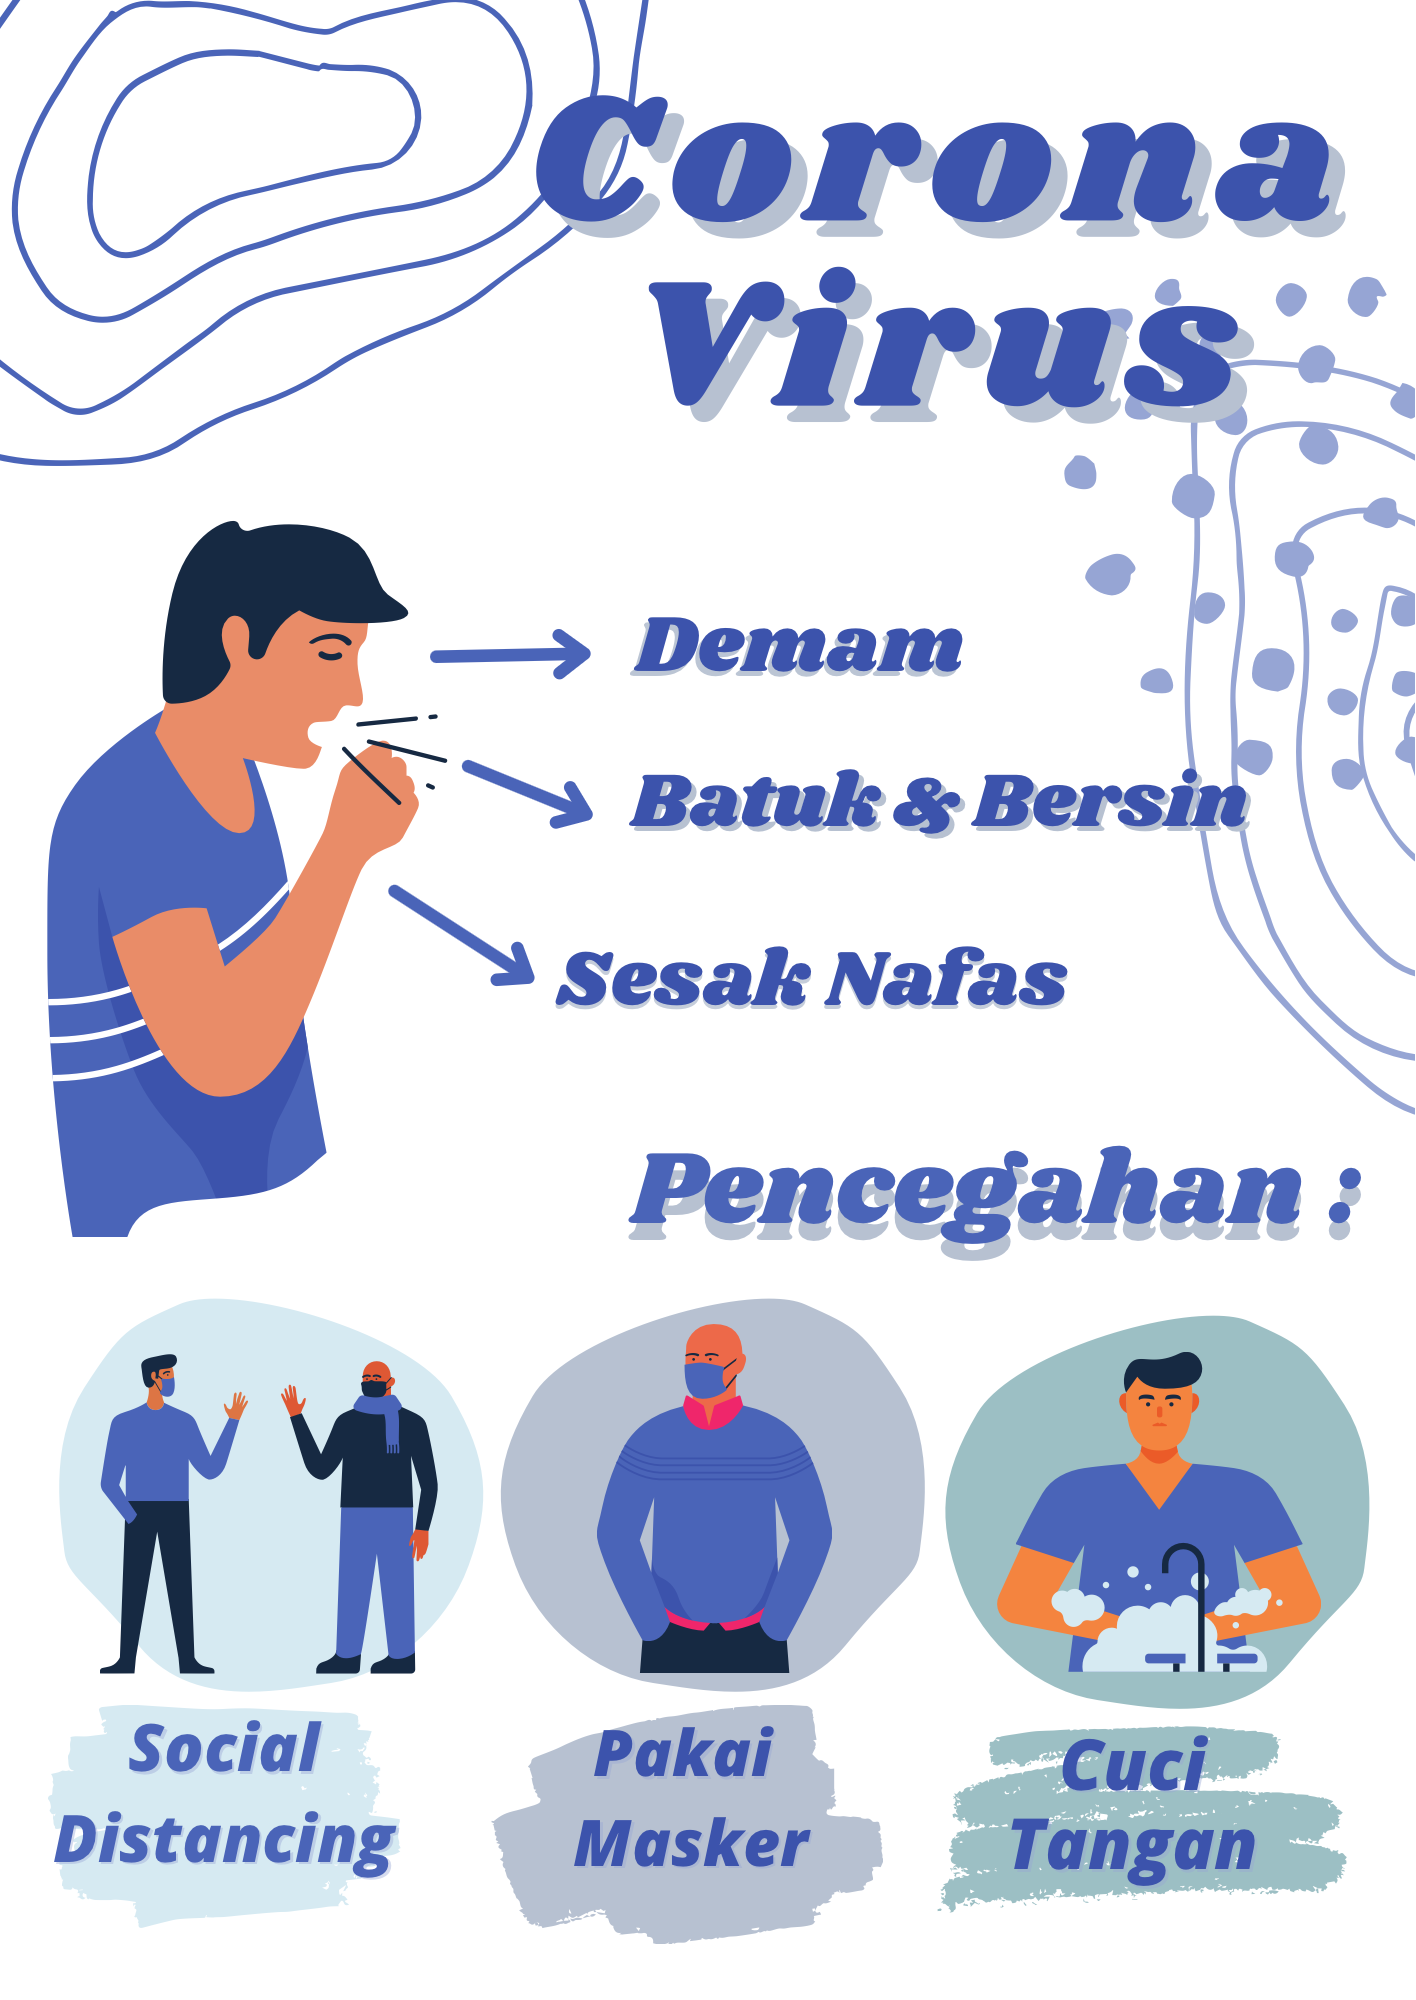 Corona
Virus
Demam
Batuk & Bersin
Sesak Nafas
Pencegahan :
Social
Distancing
Pakai
Masker
Cuci
Tangan